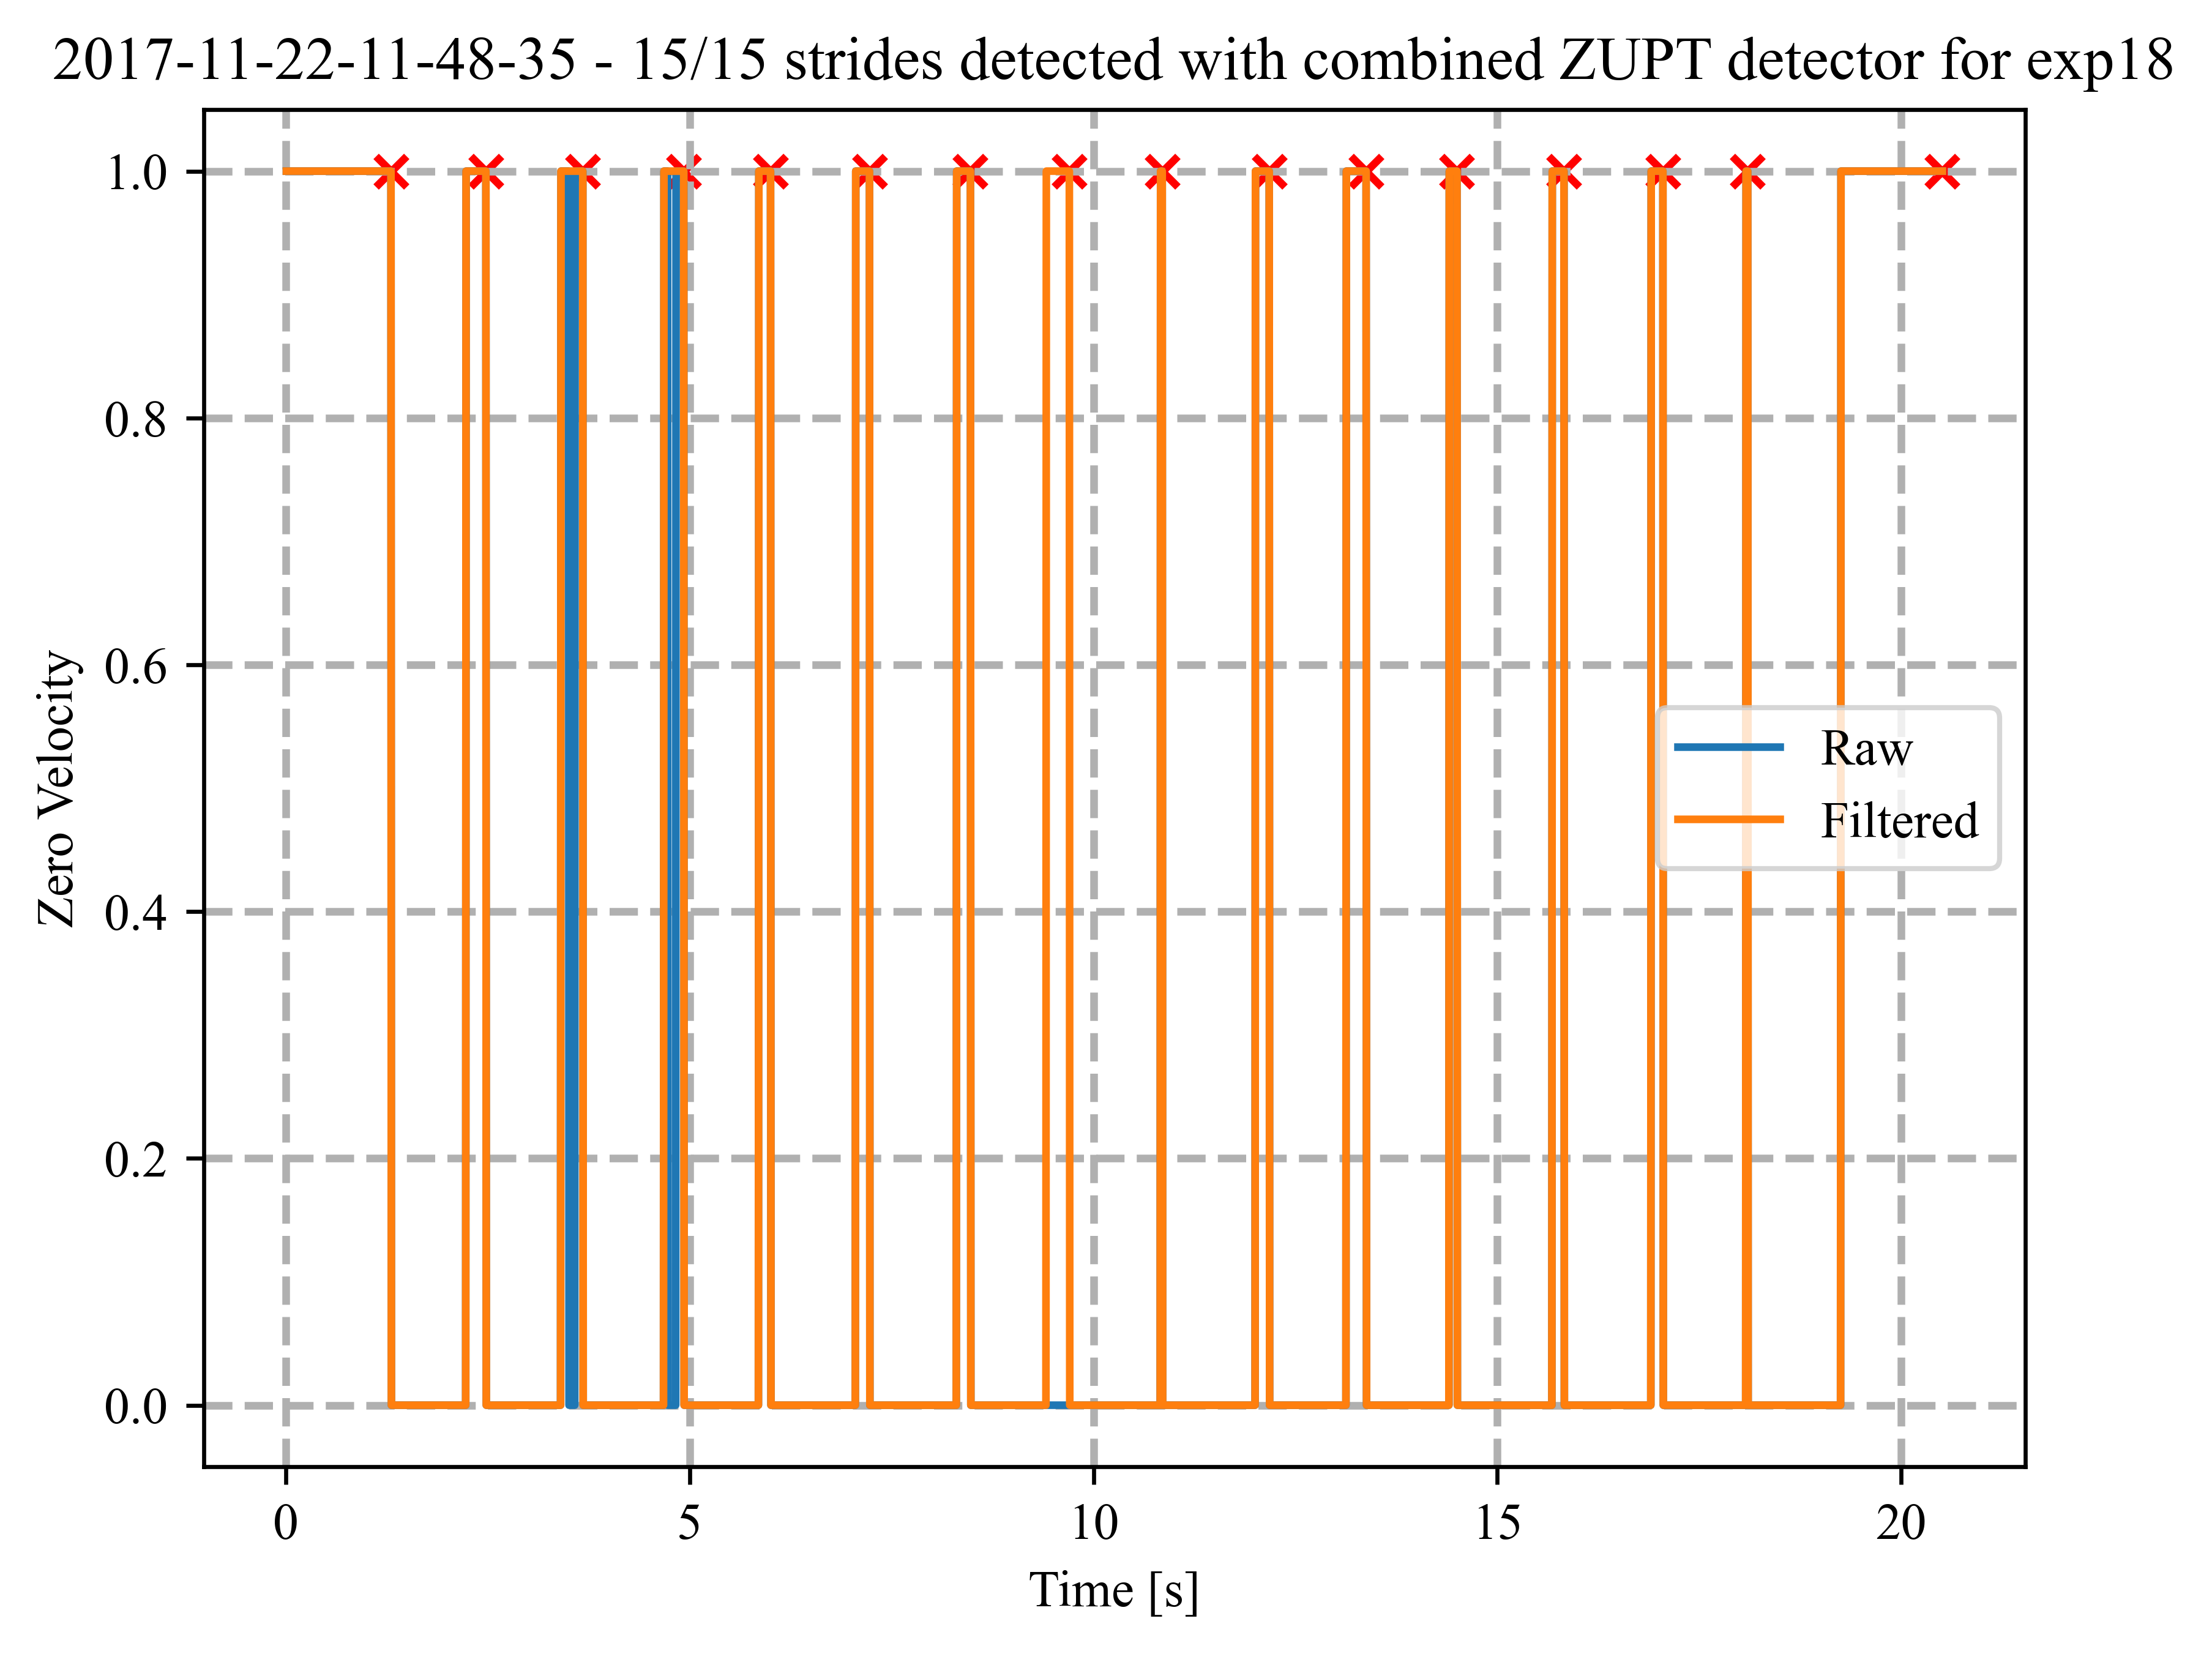 2017-11-22-11-48-35 - 15/15 strides detected with combined ZUPT detector for exp18
1.0
0.8
0.6
0.4
0.2
0.0
Zero Velocity
Raw
Filtered
0 5 10 15 20
Time [s]